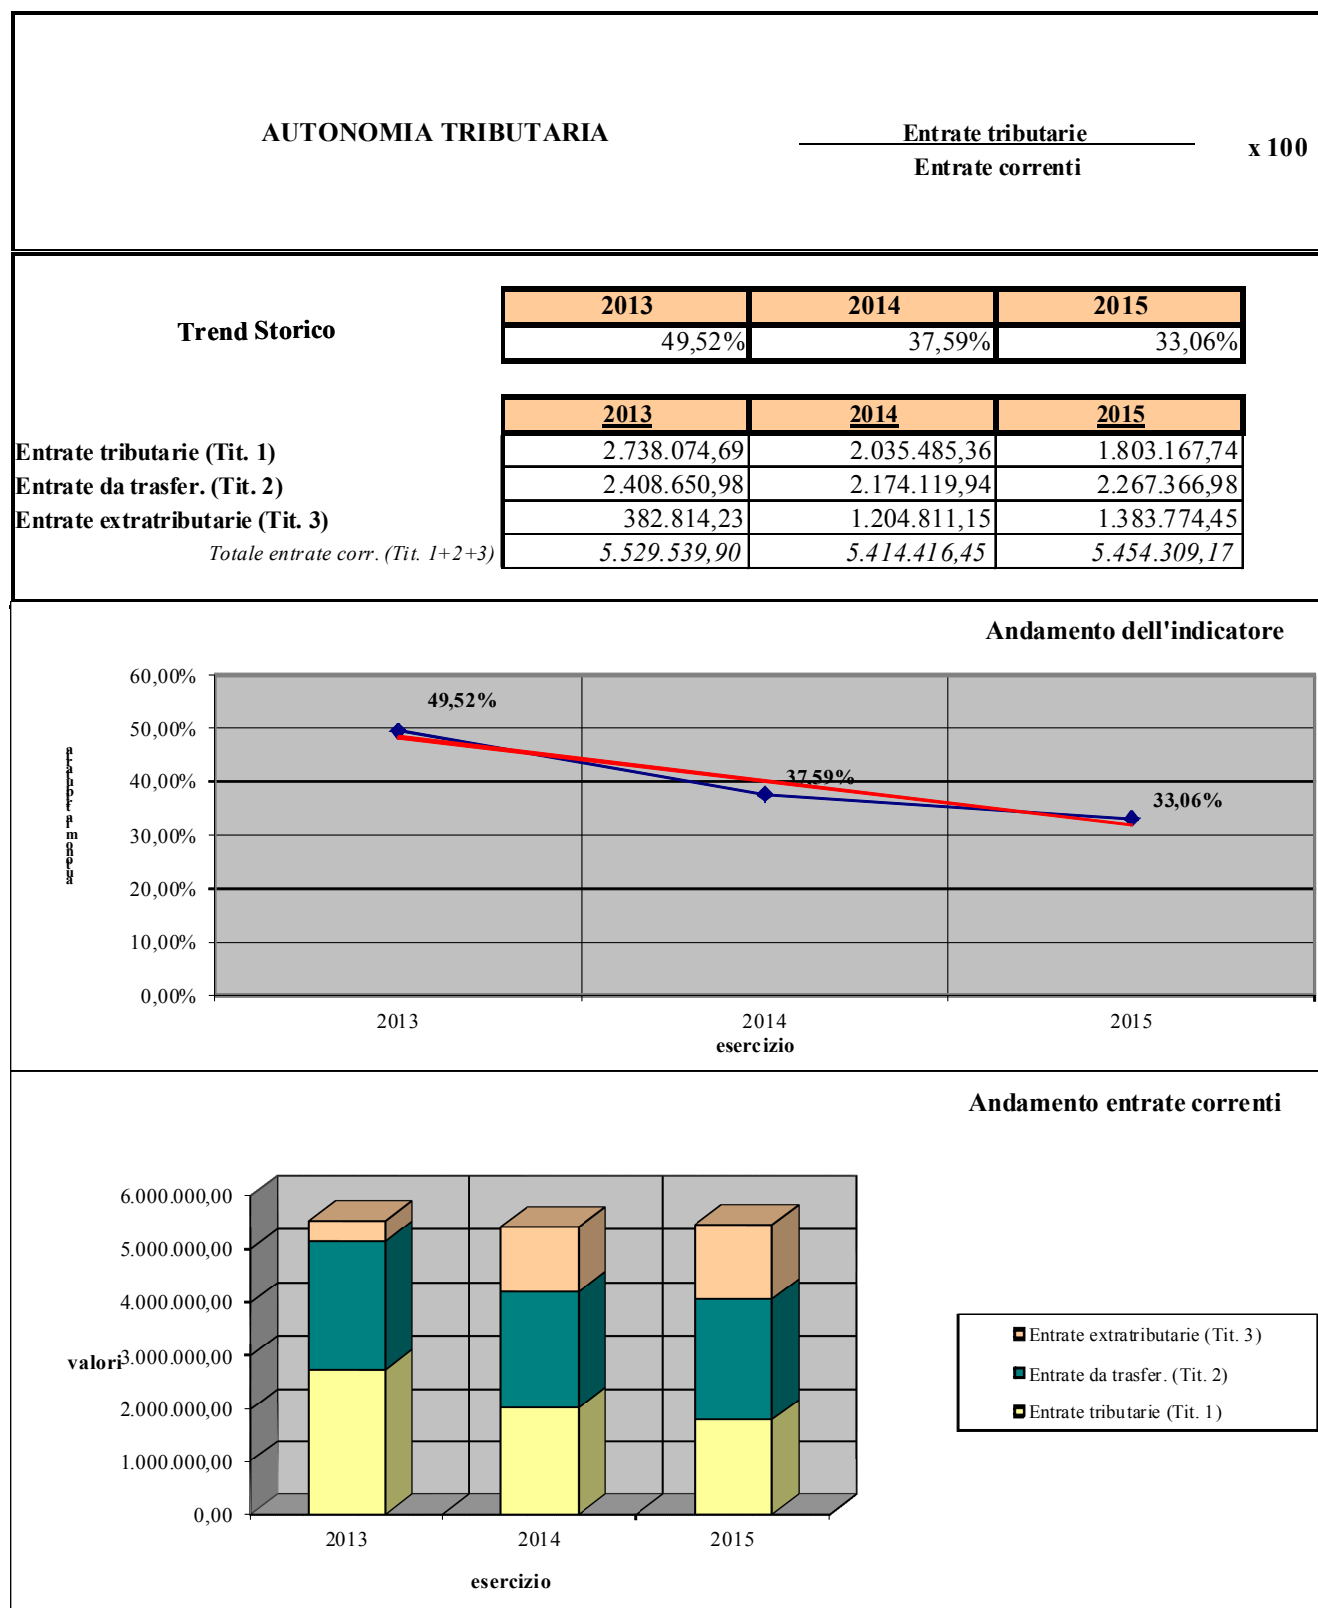 AUTONOMIA TRIBUTARIA
Entrate tributarie
Entrate correnti
x 100
Trend Storico
2013 2014 2015
49,52% 37,59% 33,06%
2013 2014 2015
Entrate tributarie (Tit. 1) 2.738.074,69 2.035.485,36 1.803.167,74
Entrate da trasfer. (Tit. 2) 2.408.650,98 2.174.119,94 2.267.366,98
Entrate extratributarie (Tit. 3) 382.814,23 1.204.811,15 1.383.774,45
Totale entrate corr. (Tit. 1+2+3) 5.529.539,90 5.414.416,45 5.454.309,17
Andamento dell'indicatore
60,00%
50,00%
40,00%
30,00%
20,00%
10,00%
0,00%
49,52%
37,59%
33,06%
2013 2014 2015
esercizio
Andamento entrate correnti
6.000.000,00
5.000.000,00
4.000.000,00
valori 3.000.000,00
2.000.000,00
1.000.000,00
0,00
2013 2014 2015
esercizio
Entrate extratributarie (Tit. 3)
Entrate da trasfer. (Tit. 2)
Entrate tributarie (Tit. 1)